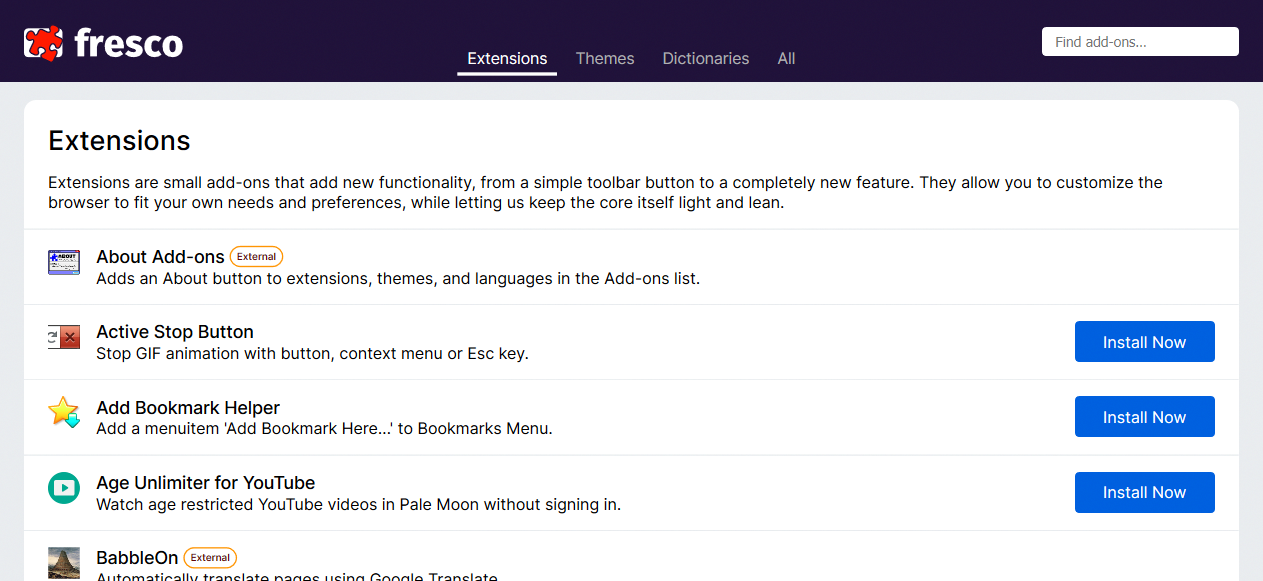 fresco
Extensions Themes Dictionaries All
Find add-ons...
Extensions
Extensions are small add-ons that add new functionality, from a simple toolbar button to a completely new feature. They allow you to customize the
browser to fit your own needs and preferences, while letting us keep the core itself light and lean.
ABOUT
About Add-ons External
Adds an About button to extensions, themes, and languages in the Add-ons list.
Active Stop Button
Stop GIF animation with button, context menu or Esc key.
Install Now
Add Bookmark Helper
Add a menuitem 'Add Bookmark Here...' to Bookmarks Menu.
Install Now
Age Unlimiter for YouTube
Watch age restricted YouTube videos in Pale Moon without signing in.
Install Now
BabbleOn External
Automatically translate pages using Google Translate.